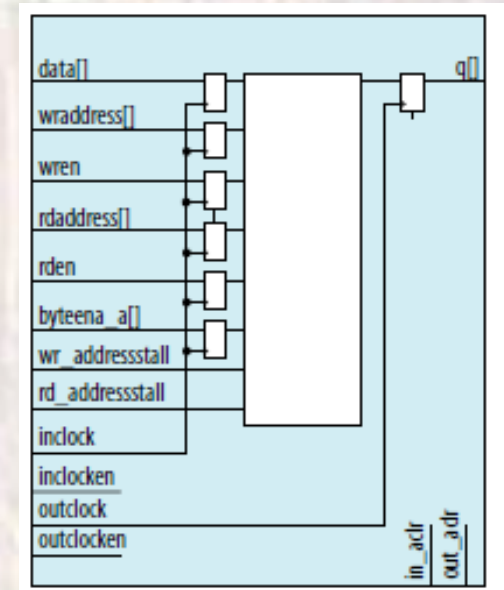 data[]
q[]
wraddress[]
wren
rdaddress[]
rden
byteena_a[]
wr_addressstall
rd_addressstall
inclock
inclocken
outclock
outclocken
in_aclr
out_aclr